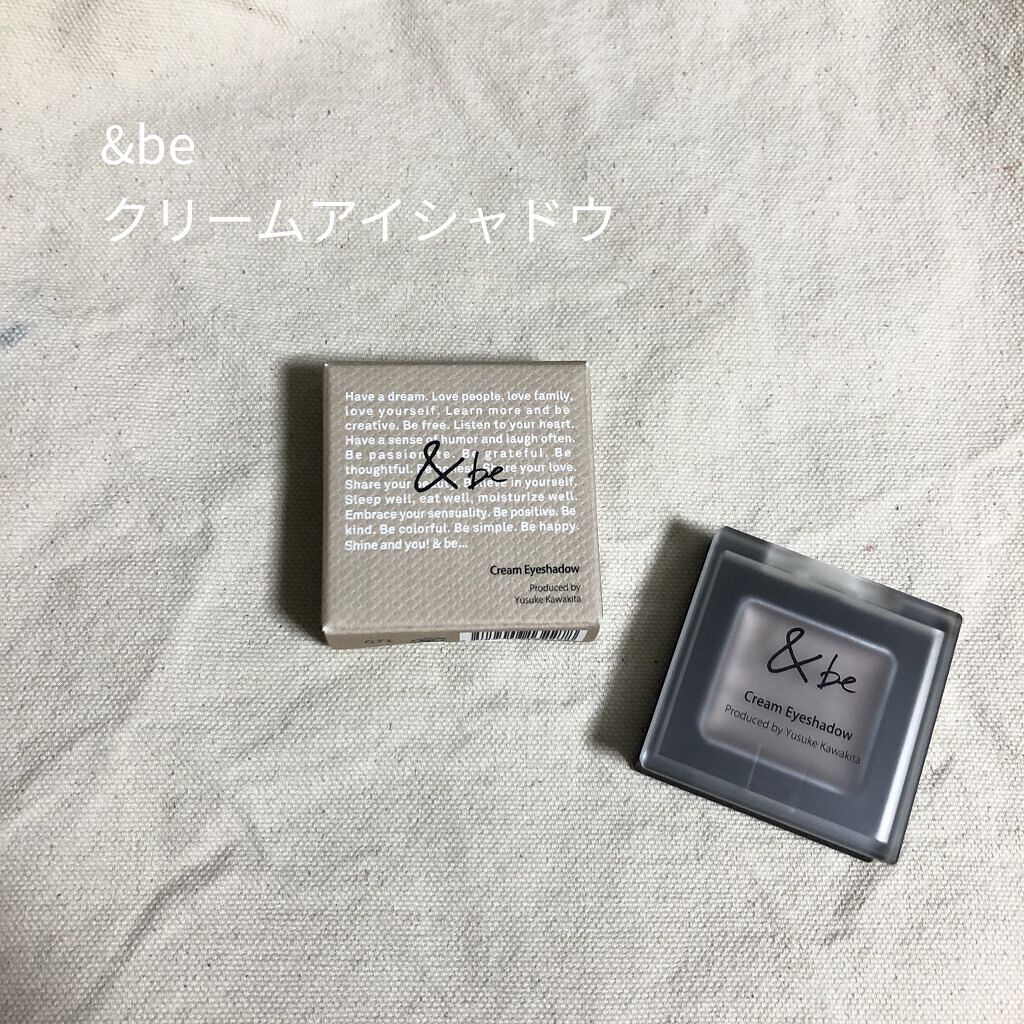 &be
クリームアイシャドウ
Have a dream. Love people, love family,
love yourself. Learn more and be
creative. Be free. Listen to your heart.
Have a sense of humor and laugh often.
Be passionate. Be grateful. Be
thoughtful. Share your love.
Share your in yourself,
Sleep well, eat well, moisturize well.
Embrace your sensuality. Be positive. Be
kind. Be colorful. Be simple. Be happy.
Shine and you! & be...
&be
Cream Eyeshadow
Produced by
Yusuke Kawakita
&be
Cream Eyeshadow
Produced by Yusuke Kawakita